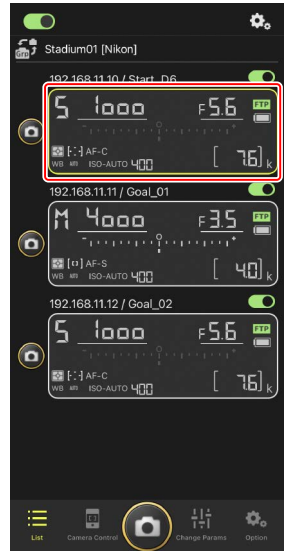 Grp Stadium01 [Nikon]
192.168.11.10 / Start_D6
S 1000 F5.6 FTP
AF-C
WB ISO-AUTO 400 [ 7.6] k
192.168.11.11 / Goal_01
M 4000 F3.5 FTP
AF-S
WB ISO-AUTO 400 [ 4.0] k
192.168.11.12 / Goal_02
S 1000 F5.6 FTP
AF-C
WB ISO-AUTO 400 [ 7.6] k
List Camera Control Change Params Option